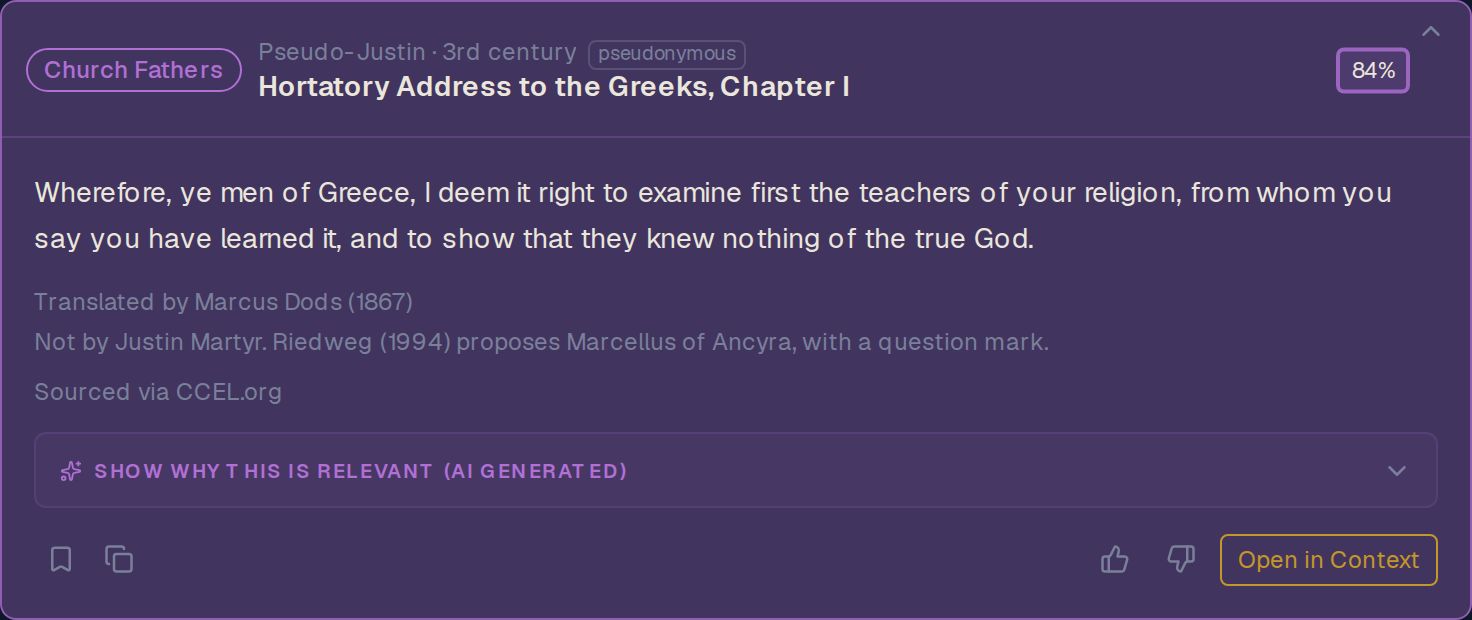 Church Fathers
Pseudo-Justin · 3rd century pseudonymous
Hortatory Address to the Greeks, Chapter I
84%
Wherefore, ye men of Greece, I deem it right to examine first the teachers of your religion, from whom you
say you have learned it, and to show that they knew nothing of the true God.
Translated by Marcus Dods (1867)
Not by Justin Martyr. Riedweg (1994) proposes Marcellus of Ancyra, with a question mark.
Sourced via CCEL.org
SHOW WHY THIS IS RELEVANT (AI GENERATED)
Open in Context